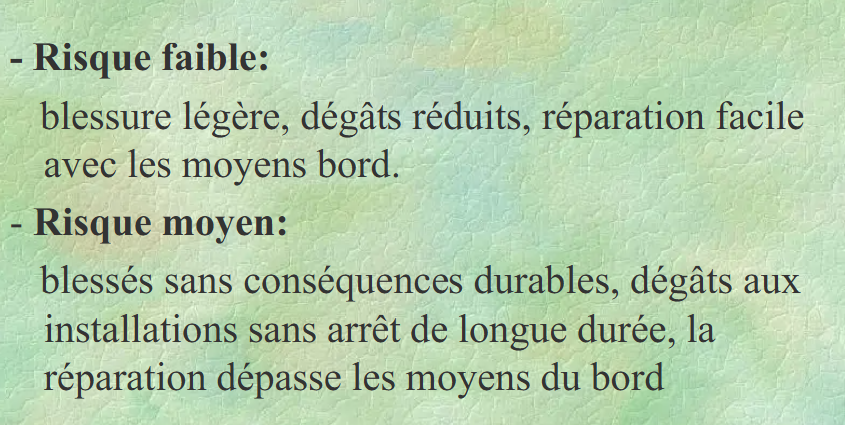 - Risque faible:
blessure légère, dégâts réduits, réparation facile
avec les moyens bord.
- Risque moyen:
blessés sans conséquences durables, dégâts aux
installations sans arrêt de longue durée, la
réparation dépasse les moyens du bord